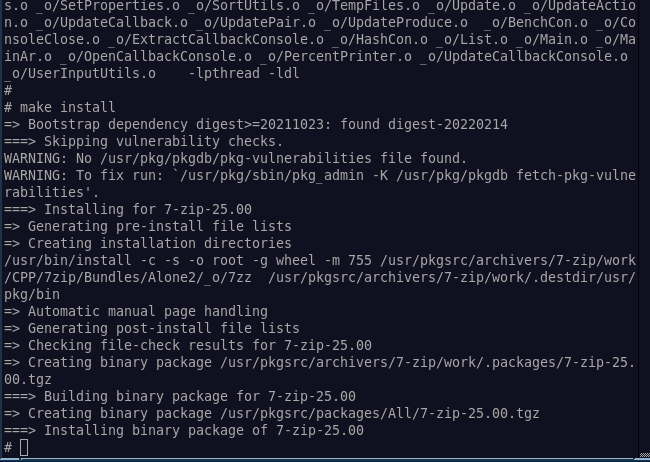 s.o _o/SetProperties.o _o/SortUtils.o _o/TempFiles.o _o/Update.o _o/UpdateActio
n.o _o/UpdateCallback.o _o/UpdatePair.o _o/UpdateProduce.o  _o/BenchCon.o _o/Co
nsoleClose.o _o/ExtractCallbackConsole.o _o/HashCon.o _o/List.o _o/Main.o _o/Ma
inAr.o _o/OpenCallbackConsole.o _o/PercentPrinter.o _o/UpdateCallbackConsole.o 
_o/UserInputUtils.o    -lpthread -ldl
#
# make install
=> Bootstrap dependency digest>=20211023: found digest-20220214
===> Skipping vulnerability checks.
WARNING: No /usr/pkg/pkgdb/pkg-vulnerabilities file found.
WARNING: To fix run: `/usr/pkg/sbin/pkg_admin -K /usr/pkg/pkgdb fetch-pkg-vulne
rabilities'.
===> Installing for 7-zip-25.00
=> Generating pre-install file lists
=> Creating installation directories
/usr/bin/install -c -s -o root -g wheel -m 755 /usr/pkgsrc/archivers/7-zip/work
/CPP/7zip/Bundles/Alone2/_o/7zz  /usr/pkgsrc/archivers/7-zip/work/.destdir/usr/
pkg/bin
=> Automatic manual page handling
=> Generating post-install file lists
=> Checking file-check results for 7-zip-25.00
=> Creating binary package /usr/pkgsrc/archivers/7-zip/work/.packages/7-zip-25.
00.tgz
===> Building binary package for 7-zip-25.00
=> Creating binary package /usr/pkgsrc/packages/All/7-zip-25.00.tgz
===> Installing binary package of 7-zip-25.00
#